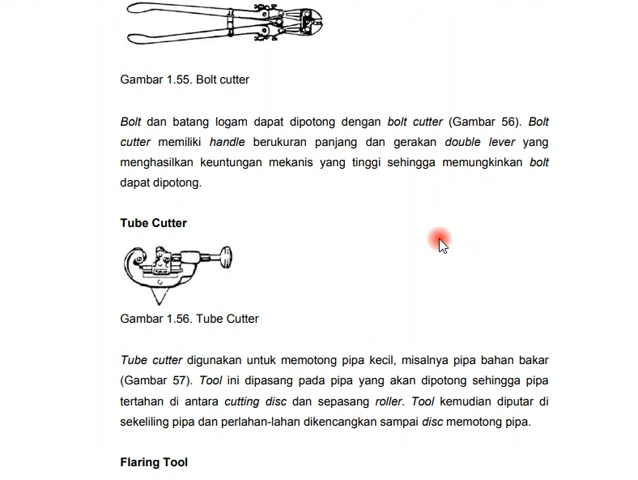 Gambar 1.55. Bolt cutter
Bolt dan batang logam dapat dipotong dengan bolt cutter (Gambar 56). Bolt
cutter memiliki handle berukuran panjang dan gerakan double lever yang
menghasilkan keuntungan mekanis yang tinggi sehingga memungkinkan bolt
dapat dipotong.
Tube Cutter
Gambar 1.56. Tube Cutter
Tube cutter digunakan untuk memotong pipa kecil, misalnya pipa bahan bakar
(Gambar 57). Tool ini dipasang pada pipa yang akan dipotong sehingga pipa
tertahan di antara cutting disc dan sepasang roller. Tool kemudian diputar di
sekeliling pipa dan perlahan-lahan dikencangkan sampai disc memotong pipa.
Flaring Tool